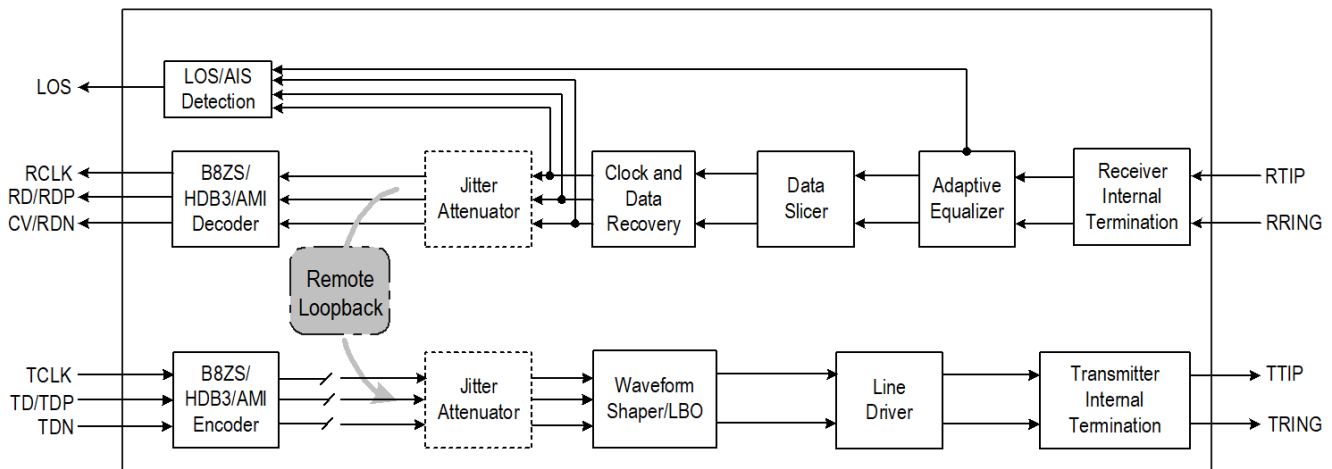 LOS
LOS/AIS
Detection
RCLK
RD/RDP
CV/RDN
B8ZS/
HDB3/AMI
Decoder
Jitter
Attenuator
Clock and
Data
Recovery
Data
Slicer
Adaptive
Equalizer
Receiver
Internal
Termination
RTIP
RRING
Remote
Loopback
TCLK
TD/TDP
TDN
B8ZS/
HDB3/AMI
Encoder
Jitter
Attenuator
Waveform
Shaper/LBO
Line
Driver
Transmitter
Internal
Termination
TTIP
TRING